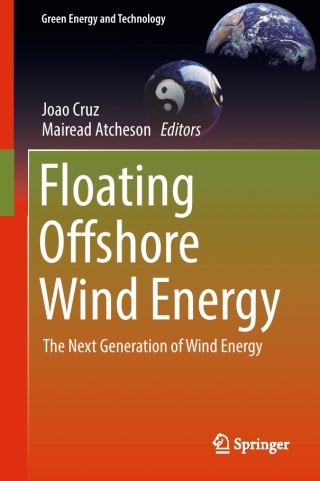 Green Energy and Technology
Joao Cruz
Mairead Atcheson Editors
Floating
Offshore
Wind Energy
The Next Generation of Wind Energy
Springer